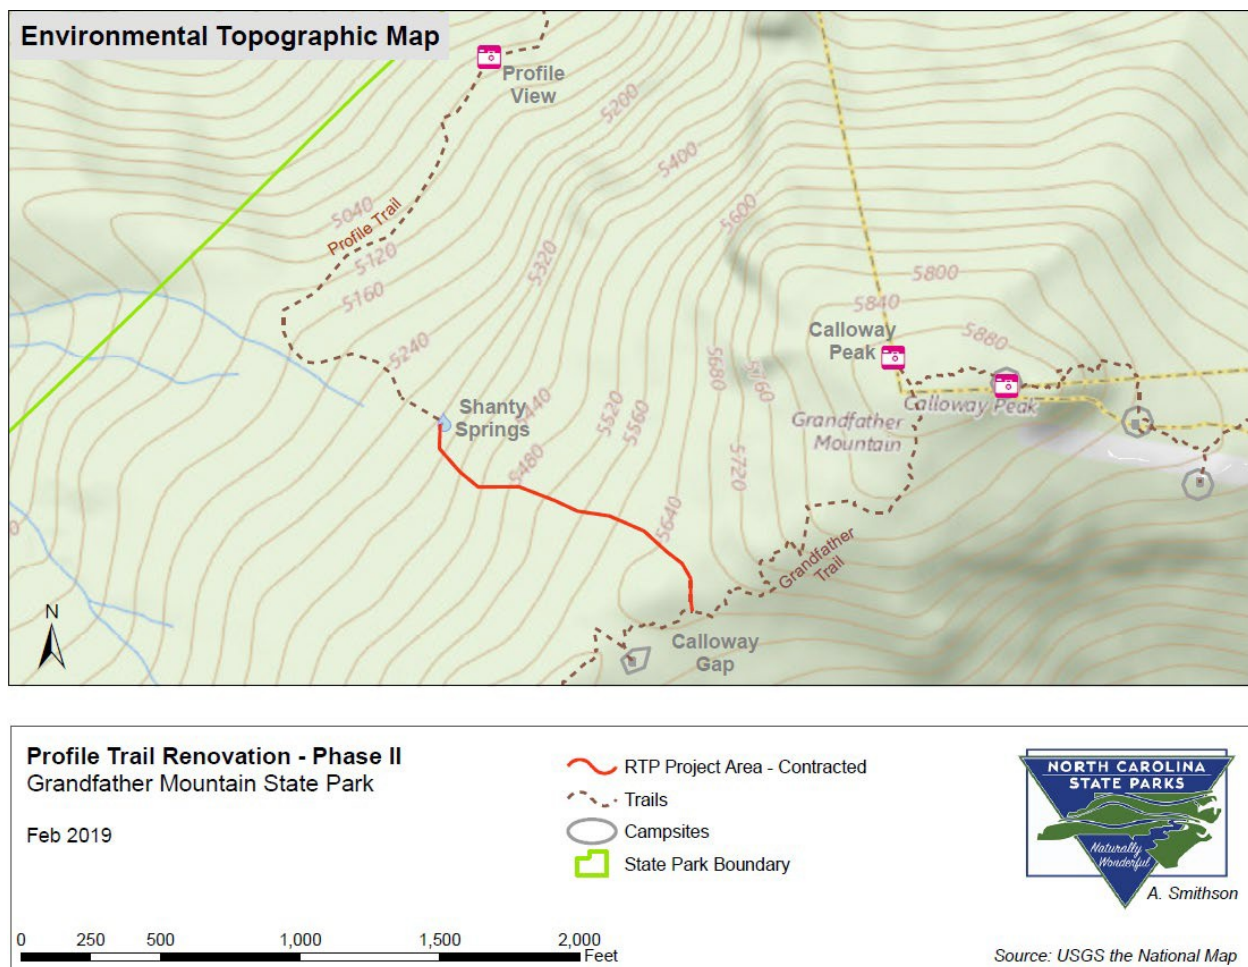 Environmental Topographic Map
Profile
View
5200
5400
5600
5040
Profile Trail
5120
5320
5160
5800
5840
5240
Calloway
Peak
5880
5680
5760
Shanty
Springs
5440
5520
5560
Calloway Peak
Grandfather
Mountain
5480
5720
5640
Grandfather
Trail
0
N
Calloway
Gap
Profile Trail Renovation - Phase II
Grandfather Mountain State Park
Feb 2019
RTP Project Area - Contracted
Trails
Campsites
State Park Boundary
NORTH CAROLINA
STATE PARKS
Naturally
Wonderful
A. Smithson
0 250 500 1,000 1,500 2,000
Feet
Source: USGS the National Map